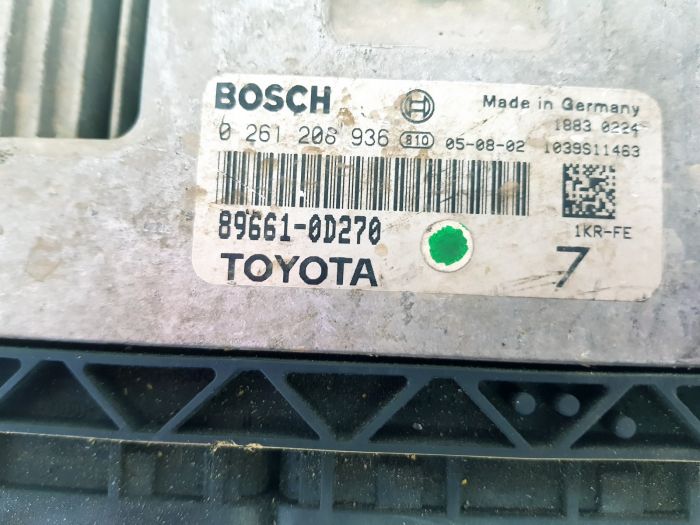 BOSCH Made in Germany
0 261 208 936 B10 05-08-02 1883 0224
1039S11463
89661-0D270 1KR-FE
TOYOTA 7